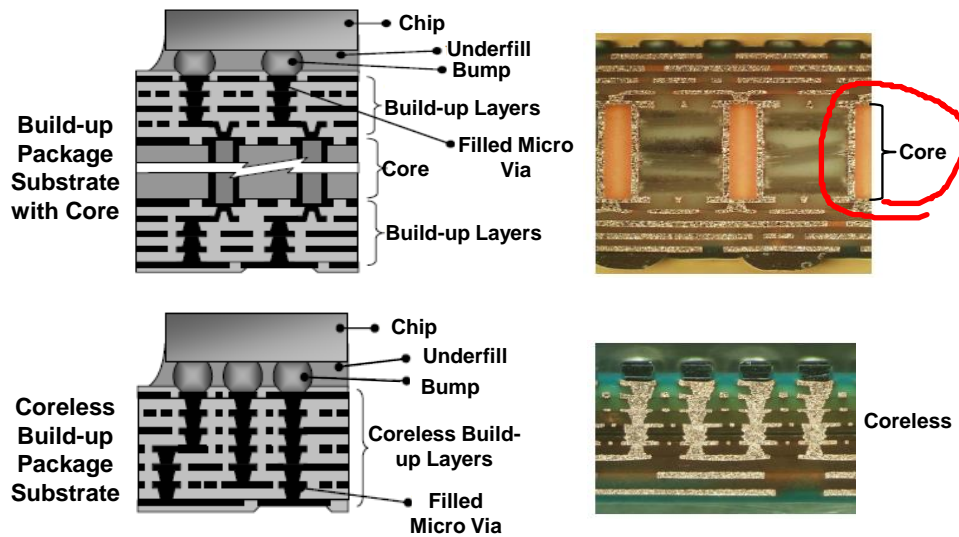 Chip
Underfill
Bump
Build-up Layers
Filled Micro
Via
Core
Build-up Layers
Build-up
Package
Substrate
with Core
Core
Chip
Underfill
Bump
Coreless Build-
up Layers
Filled
Micro Via
Coreless
Build-up
Package
Substrate
Coreless